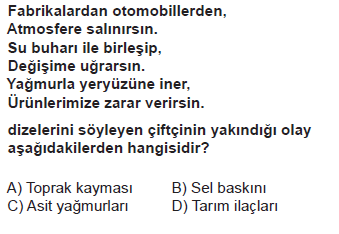 Fabrikalardan otomobillerden,
Atmosfere salınırsın.
Su buharı ile birleşip,
Değişime uğrarsın.
Yağmurla yeryüzüne iner,
Ürünlerimize zarar verirsin.
dizelerini söyleyen çiftçinin yakındığı olay
aşağıdakilerden hangisidir?
A) Toprak kayması B) Sel baskını
C) Asit yağmurları D) Tarım ilaçları